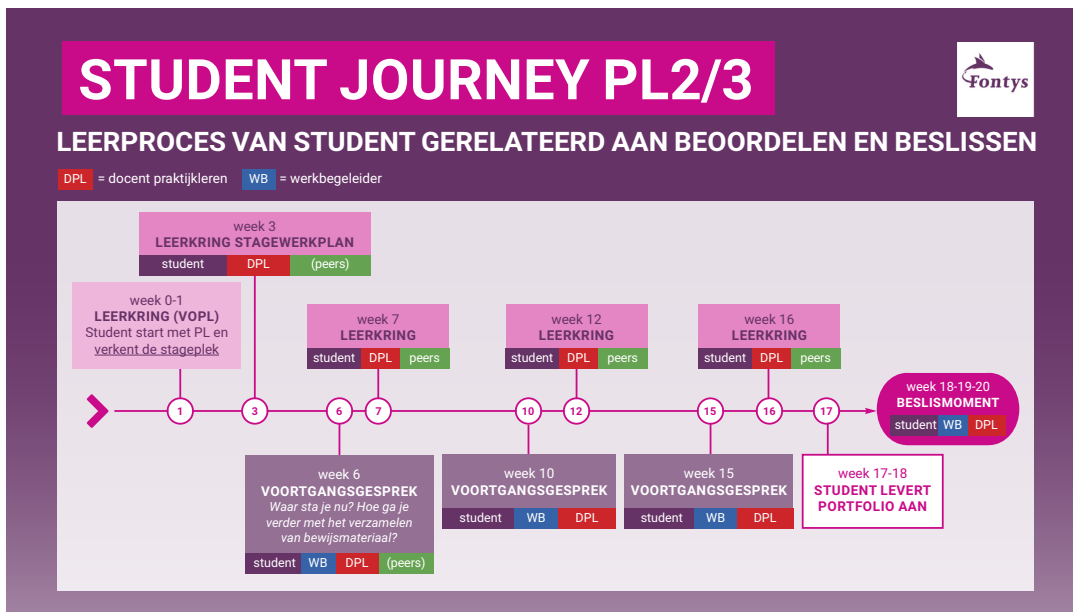 STUDENT JOURNEY PL2/3
Fontys
LEERPROCES VAN STUDENT GERELATEERD AAN BEOORDELEN EN BESLISSEN
DPL = docent praktijkleren WB = werkbegeleider
week 3
LEERKRING STAGEWERKPLAN
student DPL (peers)
week 0-1
LEERKRING (VOPL)
Student start met PL en
verkent de stageplek
week 7
LEERKRING
student DPL peers
week 12
LEERKRING
student DPL peers
week 16
LEERKRING
student DPL peers
1 3 6 7 10 12 15 16 17
week 18-19-20
BESLISMOMENT
student WB DPL
week 6
VOORTGANGSGESPREK
Waar sta je nu? Hoe ga je
verder met het verzamelen
van bewijsmateriaal?
student WB DPL (peers)
week 10
VOORTGANGSGESPREK
student WB DPL
week 15
VOORTGANGSGESPREK
student WB DPL
week 17-18
STUDENT LEVERT
PORTFOLIO AAN